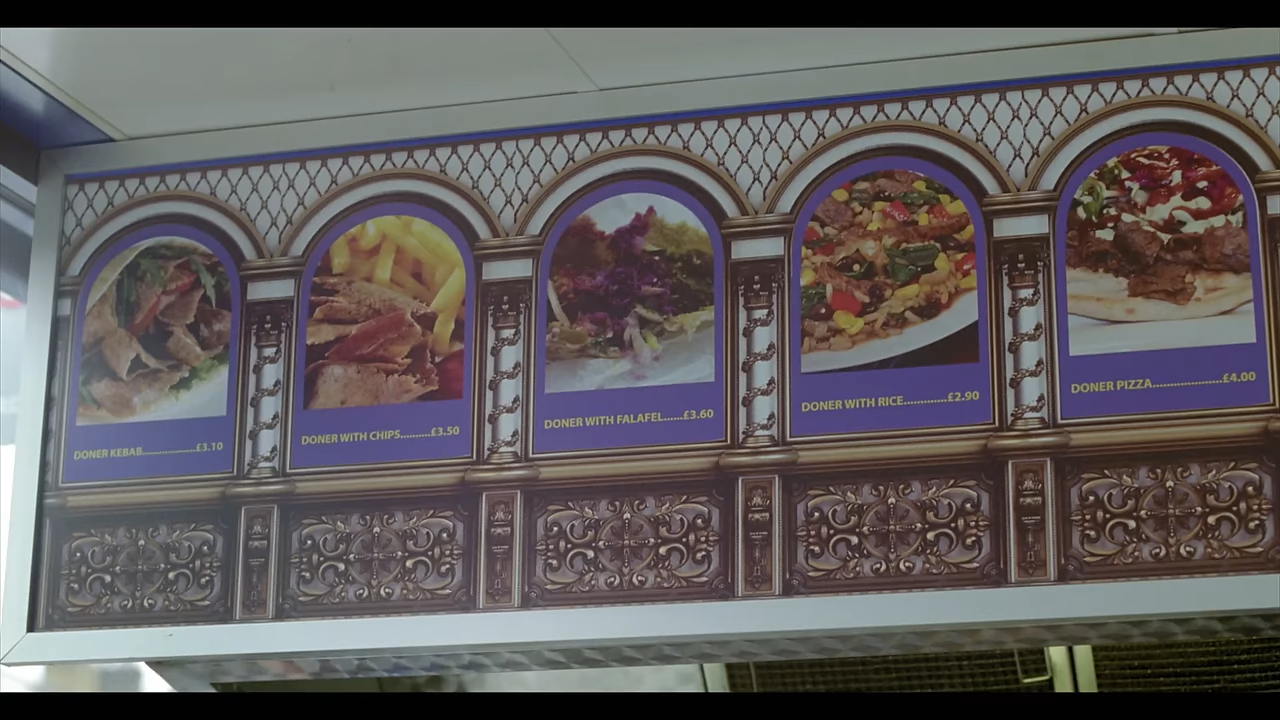 DONER KEBAB..................£3.10
DONER WITH CHIPS..........£3.50
DONER WITH FALAFEL......£3.60
DONER WITH RICE.............£2.90
DONER PIZZA.......................£4.00